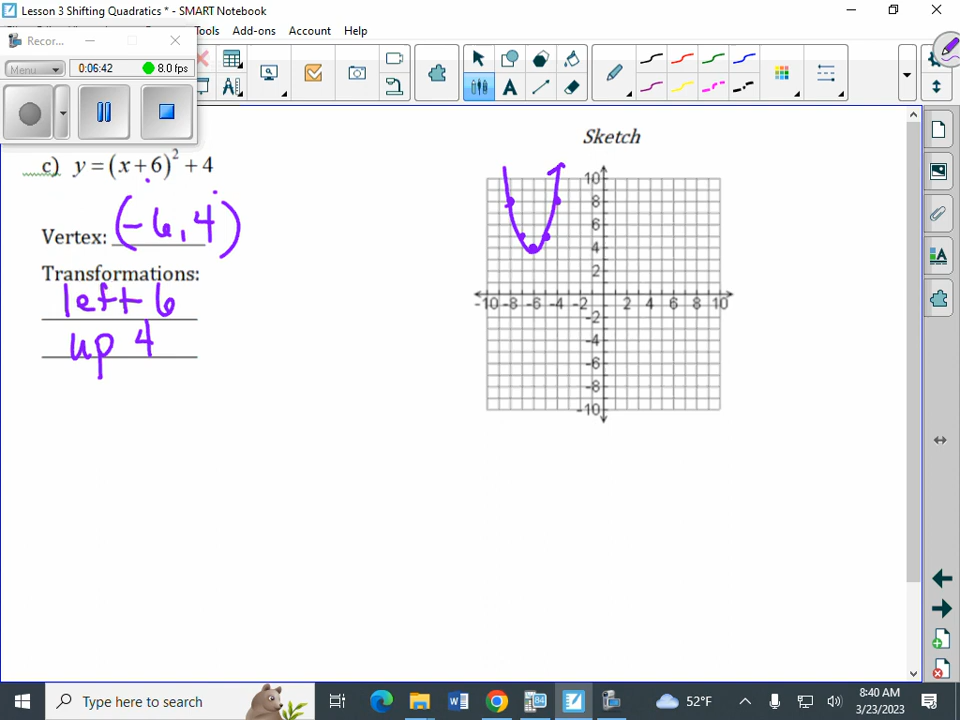 Lesson 3 Shifting Quadratics * - SMART Notebook
Tools Add-ons Account Help
Recor...
Menu
0:06:42
8.0 fps
c) y = (x + 6)² + 4
Vertex: (-6, 4)
Transformations:
left 6
up 4
Sketch
10
8
6
4
2
-10 -8 -6 -4 -2 2 4 6 8 10
-2
-4
-6
-8
-10
Type here to search
52°F
8:40 AM
3/23/2023